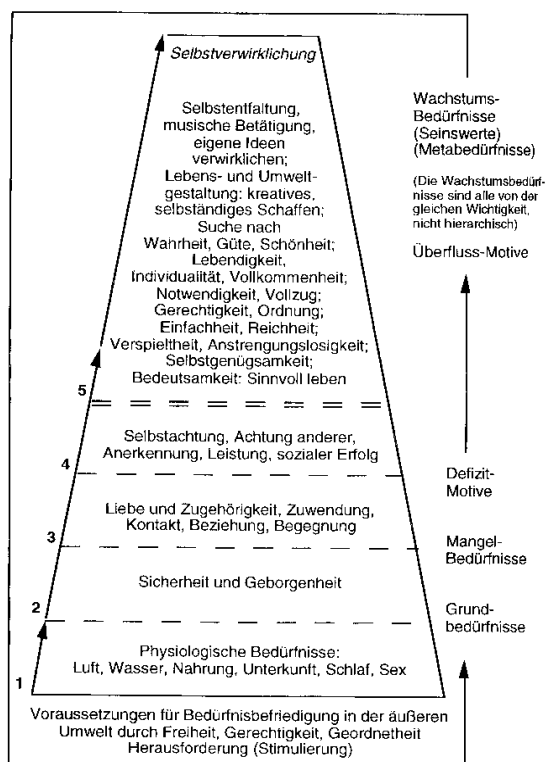 Selbstverwirklichung
Selbstentfaltung,
musische Betätigung,
eigene Ideen
verwirklichen;
Lebens- und Umwelt-
gestaltung: kreatives,
selbständiges Schaffen;
Suche nach
Wahrheit, Güte, Schönheit;
Lebendigkeit,
Individualität, Vollkommenheit;
Notwendigkeit, Vollzug;
Gerechtigkeit, Ordnung;
Einfachheit, Reichheit;
Verspieltheit, Anstrengungslosigkeit;
Selbstgenügsamkeit;
Bedeutsamkeit: Sinnvoll leben
5
Selbstachtung, Achtung anderer,
Anerkennung, Leistung, sozialer Erfolg
4
Liebe und Zugehörigkeit, Zuwendung,
Kontakt, Beziehung, Begegnung
3
Sicherheit und Geborgenheit
2
Physiologische Bedürfnisse:
Luft, Wasser, Nahrung, Unterkunft, Schlaf, Sex
1
Voraussetzungen für Bedürfnisbefriedigung in der äußeren
Umwelt durch Freiheit, Gerechtigkeit, Geordnetheit
Herausforderung (Stimulierung)
Wachstums-
Bedürfnisse
(Seinswerte)
(Metabedürfnisse)
(Die Wachstumsbedürf-
nisse sind alle von der
gleichen Wichtigkeit,
nicht hierarchisch)
Überfluss-Motive
Defizit-
Motive
Mangel-
Bedürfnisse
Grund-
bedürfnisse